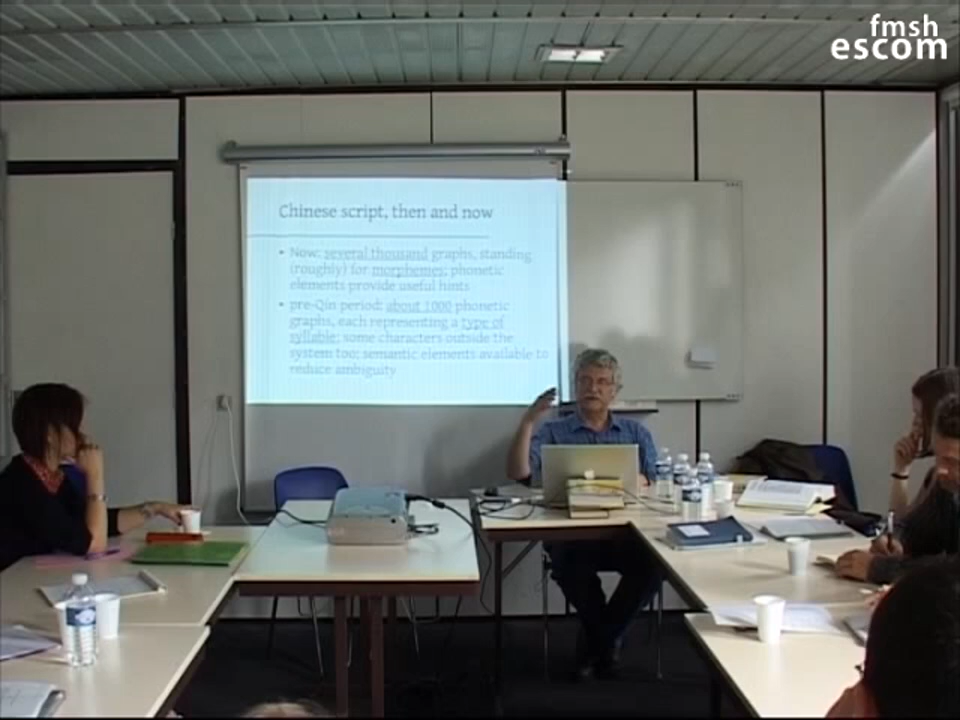 fmsh
escom
Chinese script, then and now
• Now: several thousand graphs, standing
(roughly) for morphemes; phonetic
elements provide useful hints
• pre-Qin period: about 1000 phonetic
graphs, each representing a type of
syllable; some characters outside the
system too; semantic elements available to
reduce ambiguity